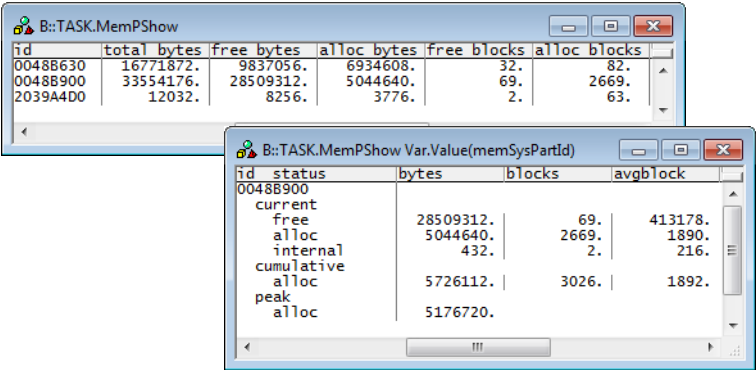 B::TASK.MemPShow
id total bytes free bytes alloc bytes free blocks alloc blocks
0048B630 16771872. 9837056. 6934608. 32. 82.
0048B900 33554176. 28509312. 5044640. 69. 2669.
2039A4D0 12032. 8256. 3776. 2. 63.
B::TASK.MemPShow Var.Value(memSysPartId)
id status bytes blocks avgblock
0048B900
current
free 28509312. 69. 413178.
alloc 5044640. 2669. 1890.
internal 432. 2. 216.
cumulative
alloc 5726112. 3026. 1892.
peak
alloc 5176720.